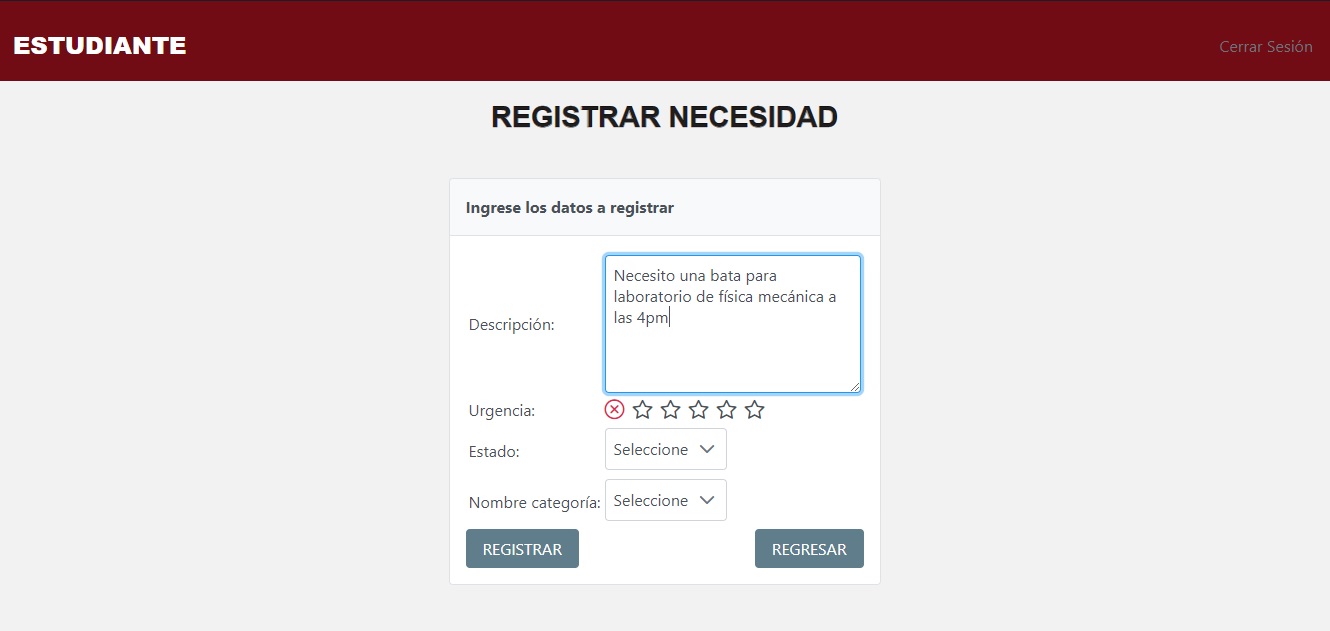 ESTUDIANTE
Cerrar Sesión
REGISTRAR NECESIDAD
Ingrese los datos a registrar
Descripción:
Necesito una bata para
laboratorio de física mecánica a
las 4pm
Urgencia:
Estado:
Seleccione
Nombre categoría:
Seleccione
REGISTRAR
REGRESAR